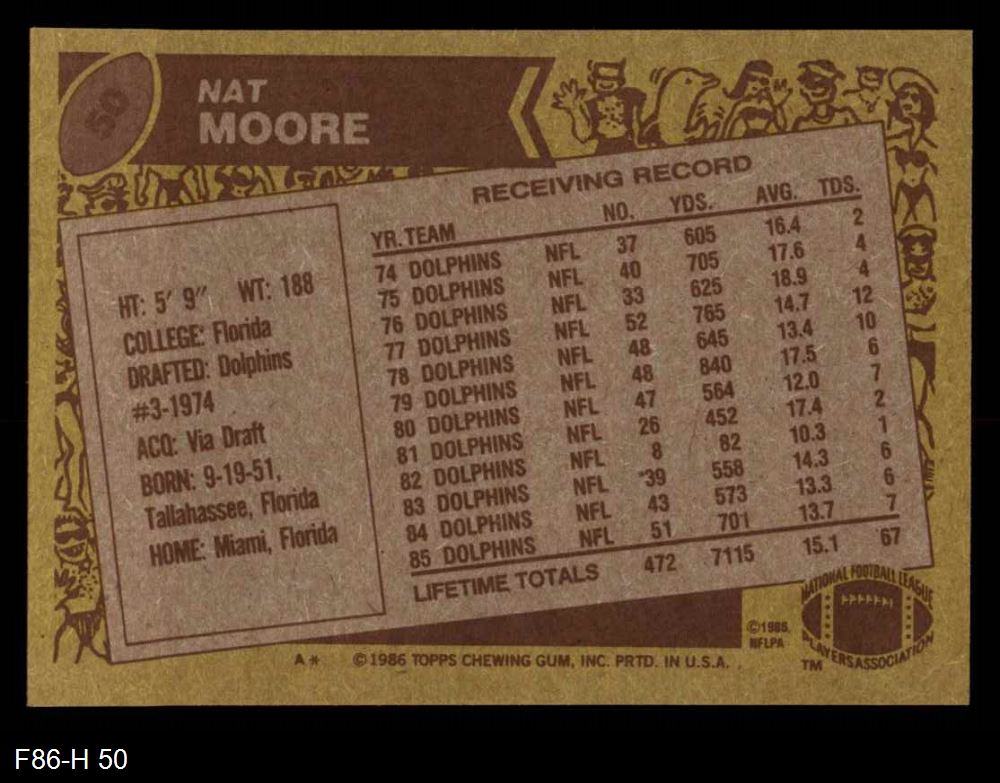 50
NAT
MOORE
RECEIVING RECORD
YR. TEAM NO. YDS. AVG. TDS.
74 DOLPHINS NFL 37 605 16.4 2
75 DOLPHINS NFL 40 705 17.6 4
76 DOLPHINS NFL 33 625 18.9 4
77 DOLPHINS NFL 52 765 14.7 12
78 DOLPHINS NFL 48 645 13.4 10
79 DOLPHINS NFL 48 840 17.5 6
80 DOLPHINS NFL 47 564 12.0 7
81 DOLPHINS NFL 26 452 17.4 2
82 DOLPHINS NFL 8 82 10.3 1
83 DOLPHINS NFL 39 558 14.3 6
84 DOLPHINS NFL 43 573 13.3 6
85 DOLPHINS NFL 51 701 13.7 7
LIFETIME TOTALS 472 7115 15.1 67
HT: 5' 9" WT: 188
COLLEGE: Florida
DRAFTED: Dolphins
#3-1974
ACQ: Via Draft
BORN: 9-19-51,
Tallahassee, Florida
HOME: Miami, Florida
NATIONAL FOOTBALL LEAGUE
PLAYERS ASSOCIATION
TM
©1986
NFLPA
A* ©1986 TOPPS CHEWING GUM, INC. PRTD. IN U.S.A.
F86-H 50